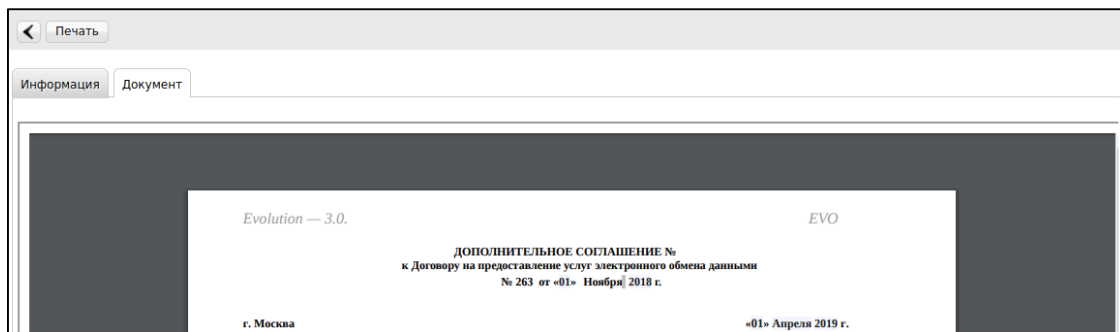 Печать
Информация Документ
Evolution — 3.0. EVO
ДОПОЛНИТЕЛЬНОЕ СОГЛАШЕНИЕ №
к Договору на предоставление услуг электронного обмена данными
№ 263 от «01» Ноября 2018 г.
г. Москва «01» Апреля 2019 г.